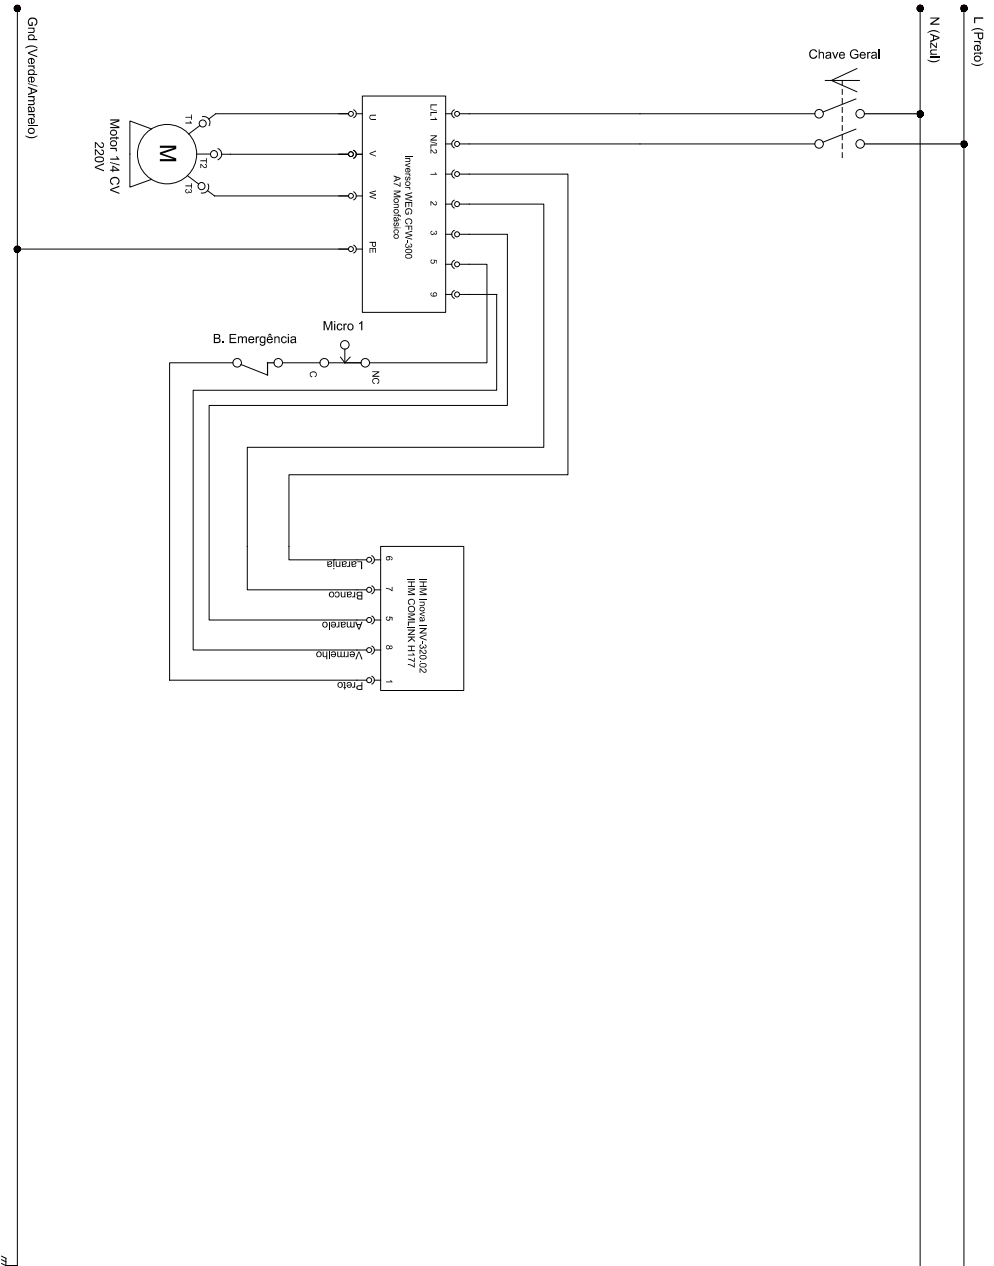 L (Preto)
N (Azul)
Gnd (Verde/Amarelo)
Chave Geral
L/L1
N/L2
1
2
3
5
9
U
V
W
PE
Inversor WEG CFW-300
A7 Monofásico
T1
T2
T3
M
Motor 1/4 CV
220V
B. Emergência
Micro 1
C
NC
Laranja
Branco
Amarelo
Vermelho
Preto
6
7
5
8
1
IHM Inova INV-320.02
IHM COMLINK H177